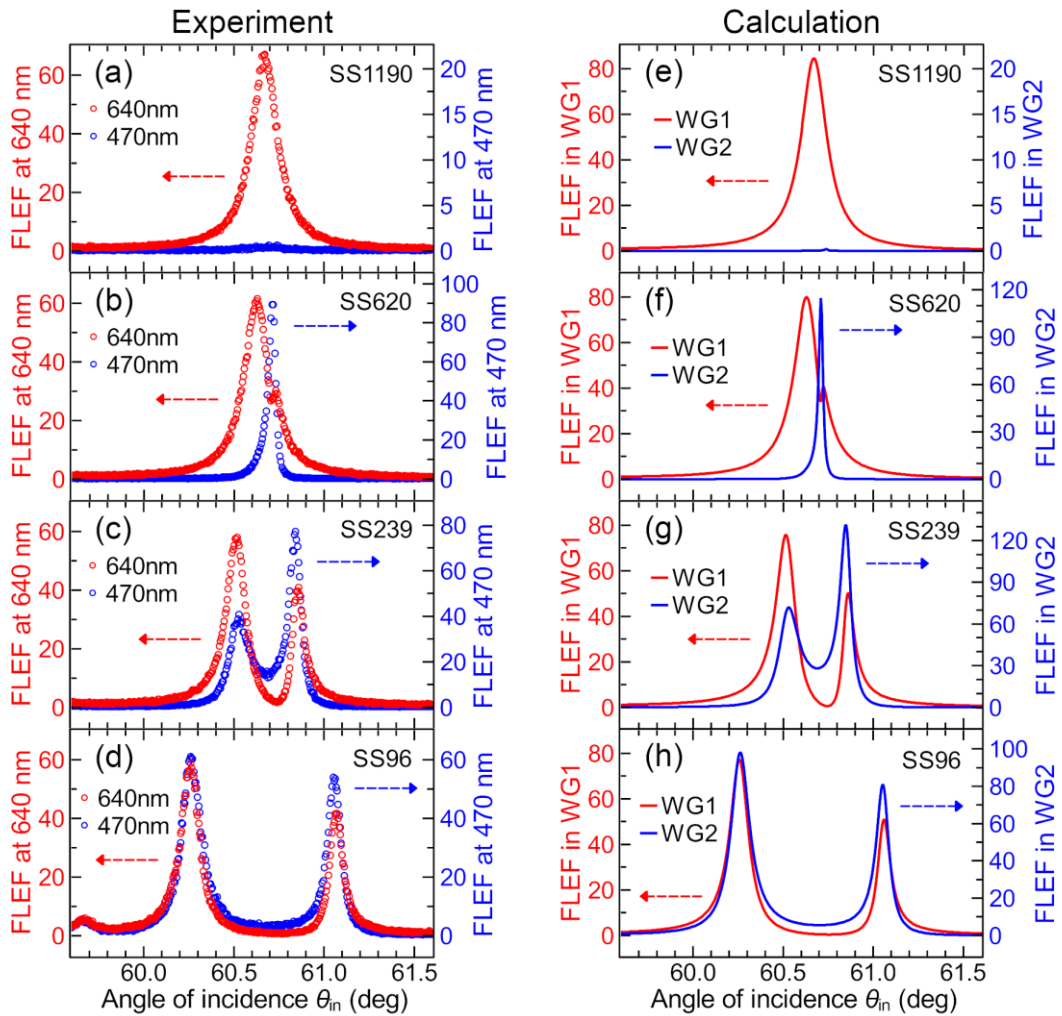 Experiment
Calculation
(a)
SS1190
640nm
470nm
FLEF at 640 nm
60
40
20
0
FLEF at 470 nm
20
15
10
5
0
(e)
SS1190
WG1
WG2
FLEF in WG1
80
60
40
20
0
FLEF in WG2
20
15
10
5
0
(b)
SS620
640nm
470nm
FLEF at 640 nm
60
40
20
0
FLEF at 470 nm
100
80
60
40
20
0
(f)
SS620
WG1
WG2
FLEF in WG1
80
60
40
20
0
FLEF in WG2
120
90
60
30
0
(c)
SS239
640nm
470nm
FLEF at 640 nm
60
40
20
0
FLEF at 470 nm
80
60
40
20
0
(g)
SS239
WG1
WG2
FLEF in WG1
80
60
40
20
0
FLEF in WG2
120
90
60
30
0
(d)
SS96
640nm
470nm
FLEF at 640 nm
60
40
20
0
FLEF at 470 nm
60
40
20
0
(h)
SS96
WG1
WG2
FLEF in WG1
80
60
40
20
0
FLEF in WG2
100
80
60
40
20
0
60.0 60.5 61.0 61.5
Angle of incidence θin (deg)
60.0 60.5 61.0 61.5
Angle of incidence θin (deg)